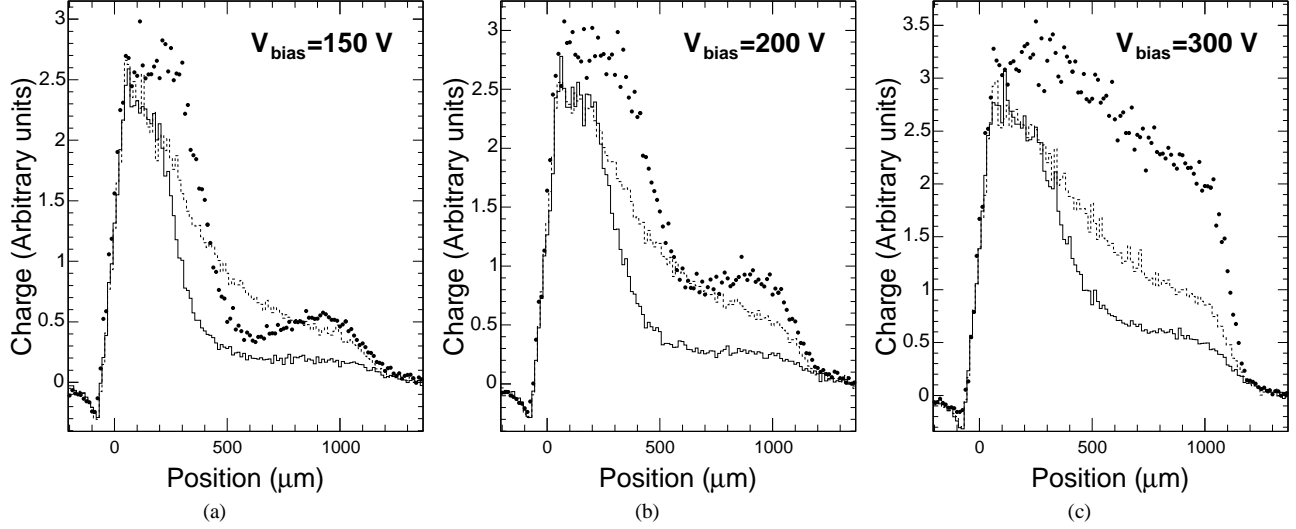 V_bias=150 V
3
2.5
2
1.5
1
0.5
0
Charge (Arbitrary units)
0 500 1000
Position (μm)
(a)
V_bias=200 V
3
2.5
2
1.5
1
0.5
0
Charge (Arbitrary units)
0 500 1000
Position (μm)
(b)
V_bias=300 V
3.5
3
2.5
2
1.5
1
0.5
0
Charge (Arbitrary units)
0 500 1000
Position (μm)
(c)